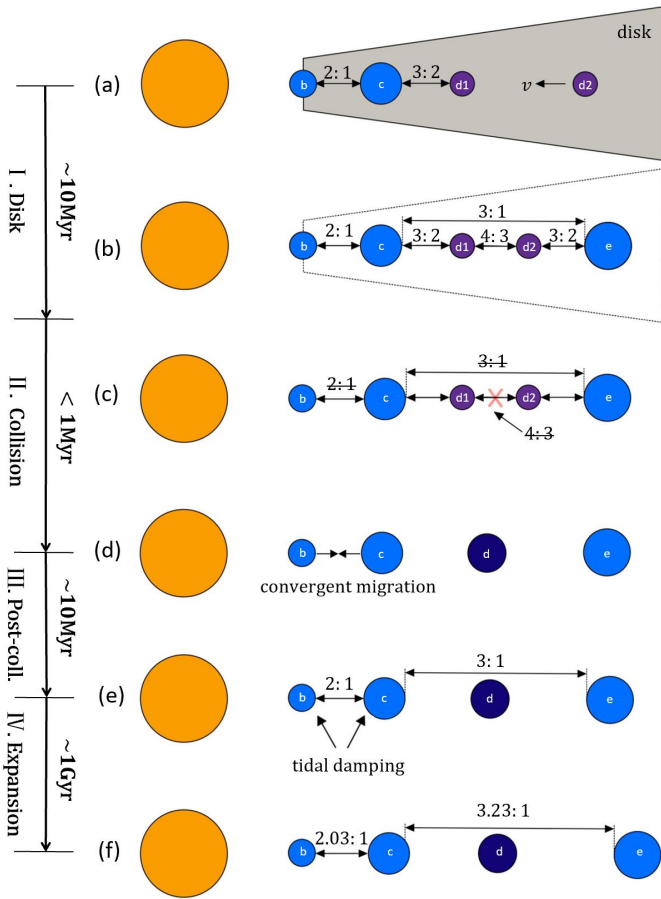 disk
(a)
b
2:1
c
3:2
d1
v
d2
I. Disk
~10Myr
(b)
3:1
b
2:1
c
3:2
d1
4:3
d2
3:2
e
II. Collision
< 1Myr
(c)
3:1
b
2:1
c
d1
d2
e
4:3
(d)
b
c
d
e
convergent migration
III. Post-coll.
~10Myr
(e)
3:1
b
2:1
c
d
e
tidal damping
IV. Expansion
~1Gyr
(f)
3.23:1
b
2.03:1
c
d
e